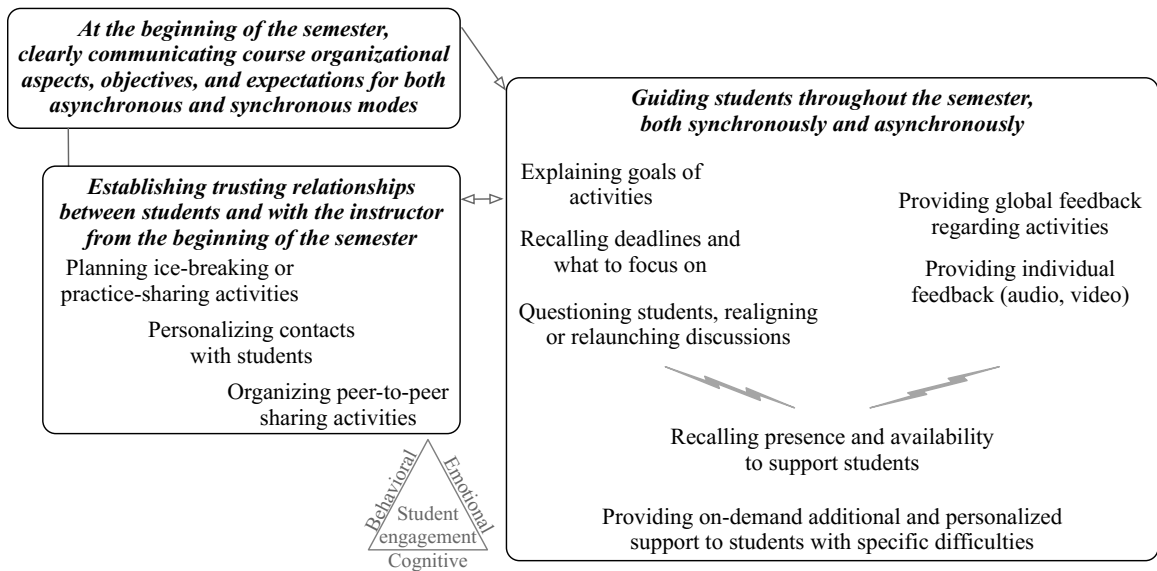 At the beginning of the semester,
clearly communicating course organizational
aspects, objectives, and expectations for both
asynchronous and synchronous modes
Establishing trusting relationships
between students and with the instructor
from the beginning of the semester
Planning ice-breaking or
practice-sharing activities
Personalizing contacts
with students
Organizing peer-to-peer
sharing activities
Behavioral
Emotional
Student
engagement
Cognitive
Guiding students throughout the semester,
both synchronously and asynchronously
Explaining goals of
activities
Recalling deadlines and
what to focus on
Questioning students, realigning
or relaunching discussions
Providing global feedback
regarding activities
Providing individual
feedback (audio, video)
Recalling presence and availability
to support students
Providing on-demand additional and personalized
support to students with specific difficulties